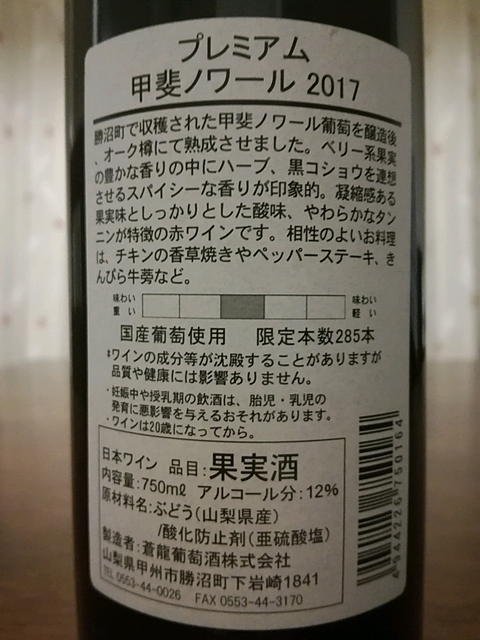 プレミアム
甲斐ノワール 2017
勝沼町で収穫された甲斐ノワール葡萄を醸造後
、オーク樽にて熟成させました。ベリー系果実
の豊かな香りの中にハーブ、黒コショウを連想
させるスパイシーな香りが印象的。凝縮感ある
果実味としっかりとした酸味、やわらかなタン
ニンが特徴の赤ワインです。相性のよいお料理
は、チキンの香草焼きやペッパーステーキ、き
んぴら牛蒡など。
味わい 重い 味わい 軽い
国産葡萄使用 限定本数285本
*ワインの成分等が沈殿することがありますが
品質や健康には影響ありません。
・妊娠中や授乳期の飲酒は、胎児・乳児の
発育に悪影響を与えるおそれがあります。
・ワインは20歳になってから。
日本ワイン 品目:果実酒
内容量:750mℓ アルコール分:12%
原材料名:ぶどう(山梨県産)
/酸化防止剤(亜硫酸塩)
製造者:蒼龍葡萄酒株式会社
山梨県甲州市勝沼町下岩崎1841
TEL 0553-44-0026 FAX 0553-44-3170
4944226750164